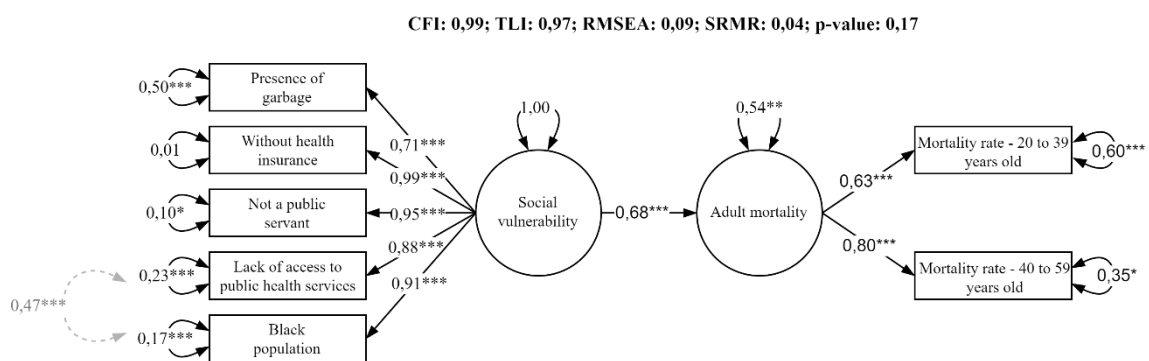 CFI: 0,99; TLI: 0,97; RMSEA: 0,09; SRMR: 0,04; p-value: 0,17
0,50***
Presence of
garbage
0,71***
0,01
Without health
insurance
0,99***
0,10*
Not a public
servant
0,95***
0,47***
0,23***
Lack of access to
public health services
0,88***
0,17***
Black
population
0,91***
1,00
Social
vulnerability
0,68***
0,54**
Adult mortality
0,63***
Mortality rate - 20 to 39
years old
0,60***
0,80***
Mortality rate - 40 to 59
years old
0,35*